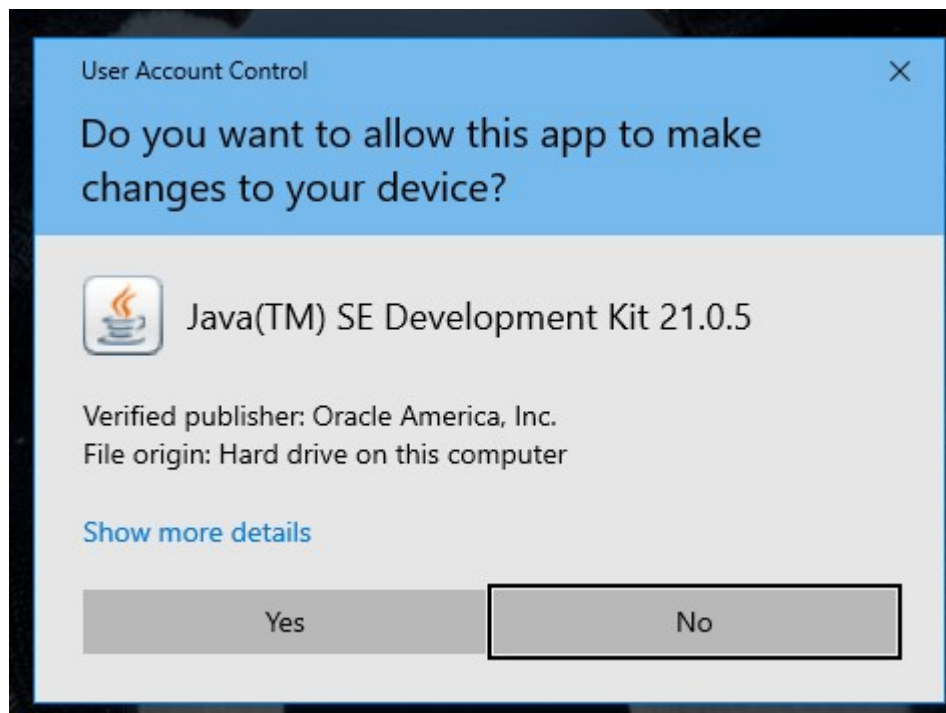 User Account Control
Do you want to allow this app to make
changes to your device?
Java(TM) SE Development Kit 21.0.5
Verified publisher: Oracle America, Inc.
File origin: Hard drive on this computer
Show more details
Yes
No